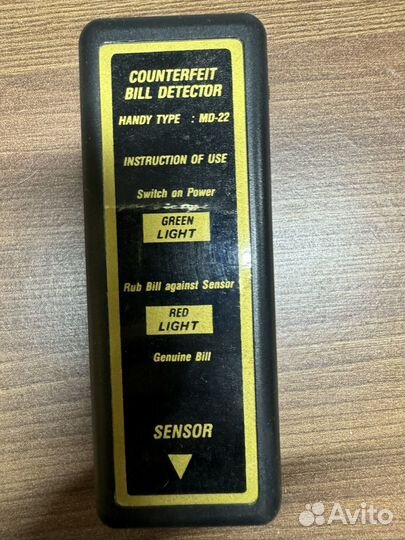 COUNTERFEIT
BILL DETECTOR
HANDY TYPE : MD-22
INSTRUCTION OF USE
Switch on Power
GREEN
LIGHT
Rub Bill against Sensor
RED
LIGHT
Genuine Bill
SENSOR
Avito